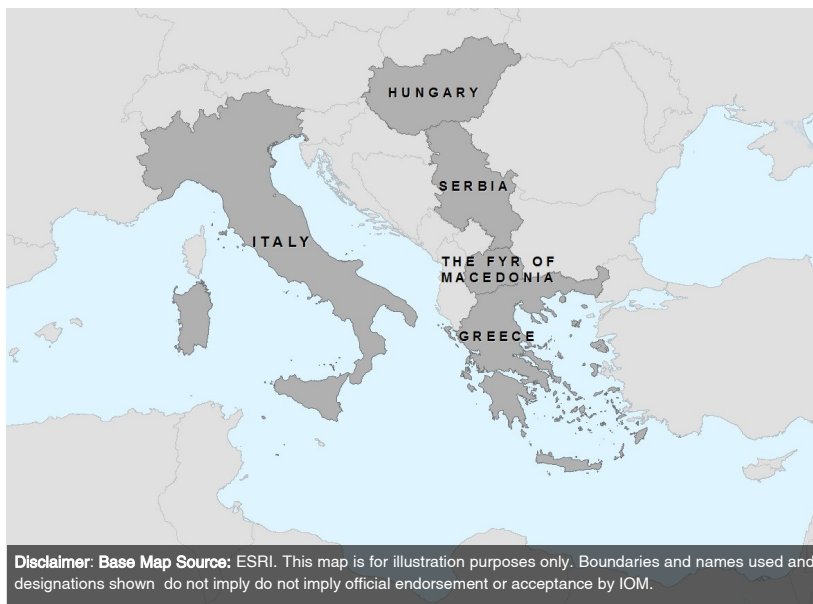 HUNGARY
SERBIA
ITALY
THE FYR OF
MACEDONIA
GREECE
Disclaimer: Base Map Source: ESRI. This map is for illustration purposes only. Boundaries and names used and
designations shown do not imply do not imply official endorsement or acceptance by IOM.